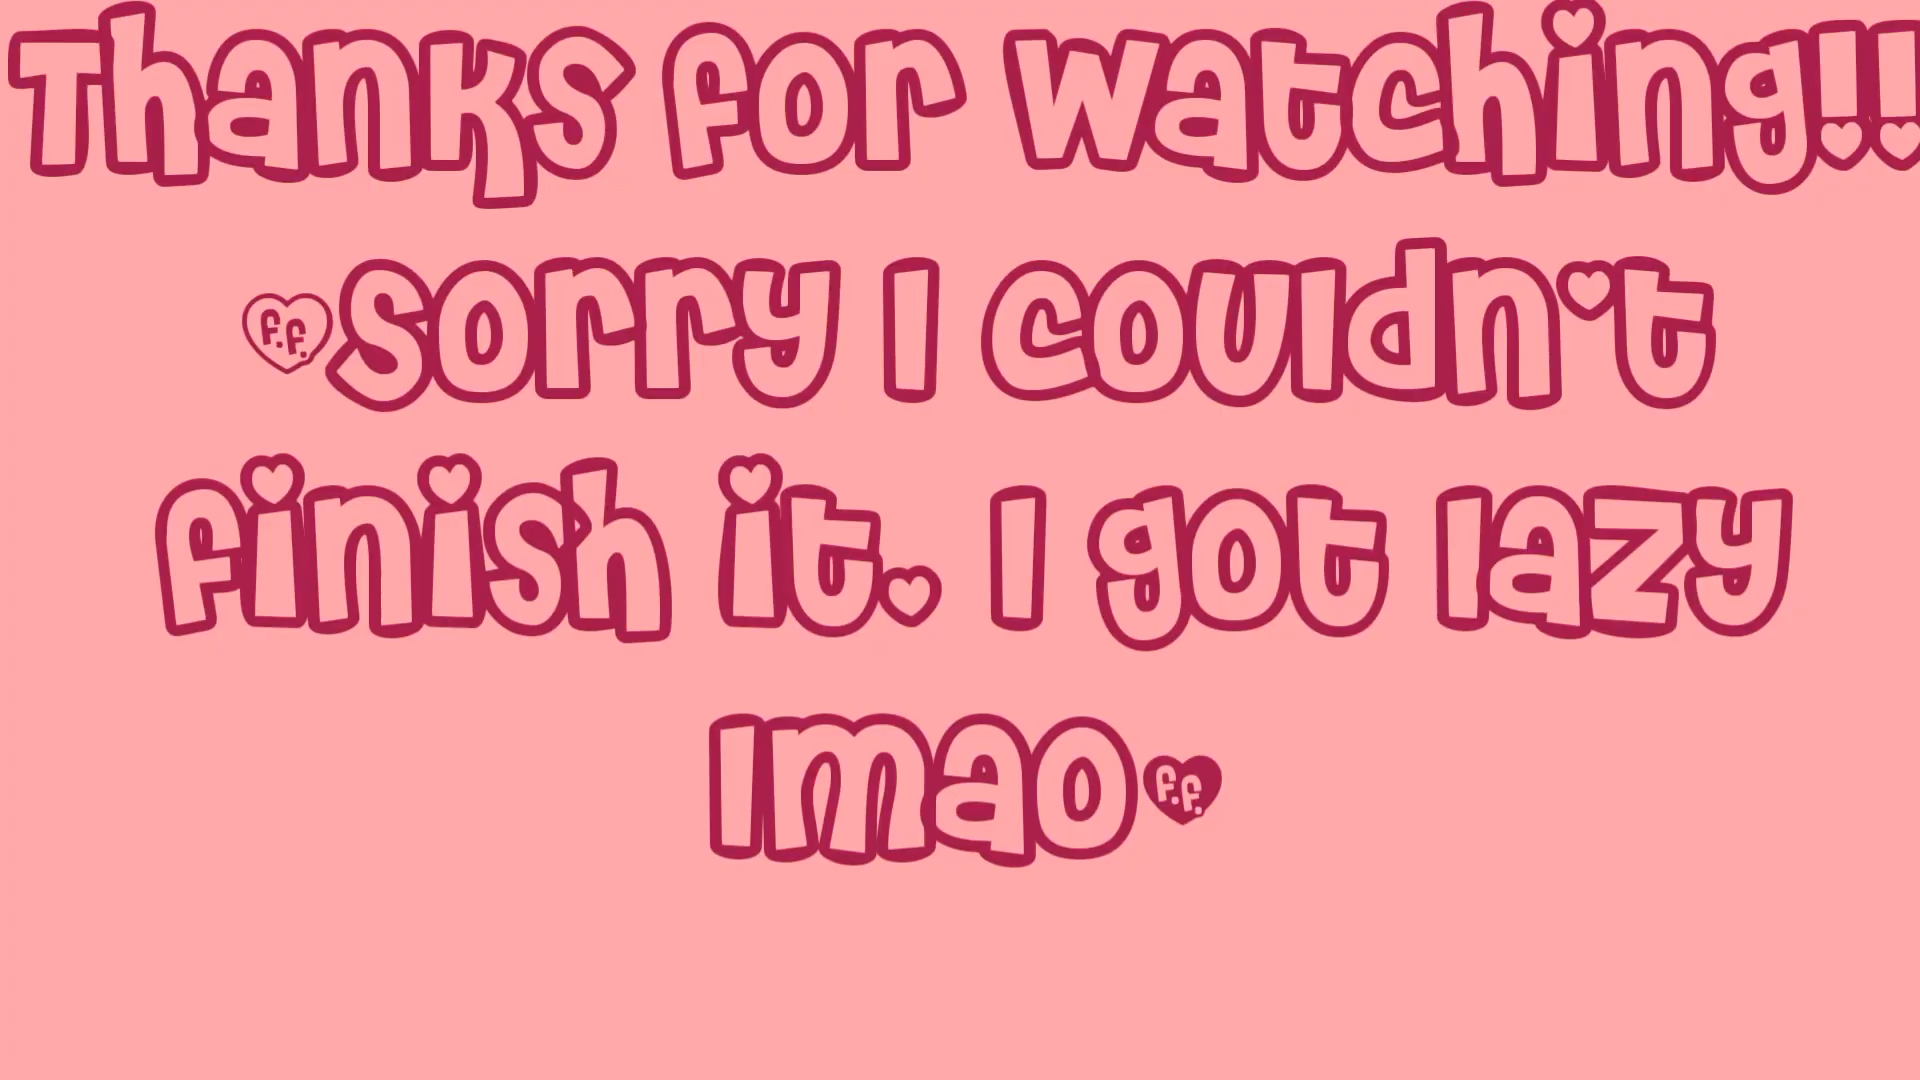 Thanks for watching!!
f.f. sorry I couldn't
finish it. I got lazy
lmao f.f.